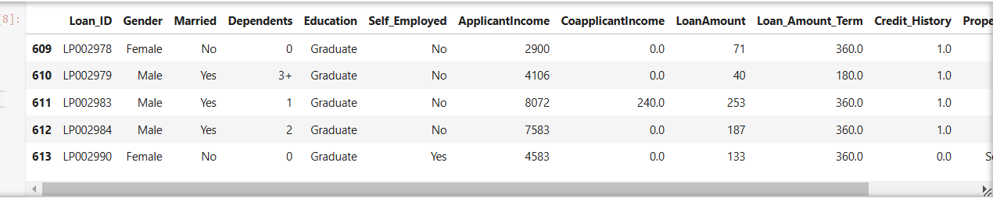 [8]:
Loan_ID Gender Married Dependents Education Self_Employed ApplicantIncome CoapplicantIncome LoanAmount Loan_Amount_Term Credit_History Prope
609 LP002978 Female No 0 Graduate No 2900 0.0 71 360.0 1.0
610 LP002979 Male Yes 3+ Graduate No 4106 0.0 40 180.0 1.0
611 LP002983 Male Yes 1 Graduate No 8072 240.0 253 360.0 1.0
612 LP002984 Male Yes 2 Graduate No 7583 0.0 187 360.0 1.0
613 LP002990 Female No 0 Graduate Yes 4583 0.0 133 360.0 0.0